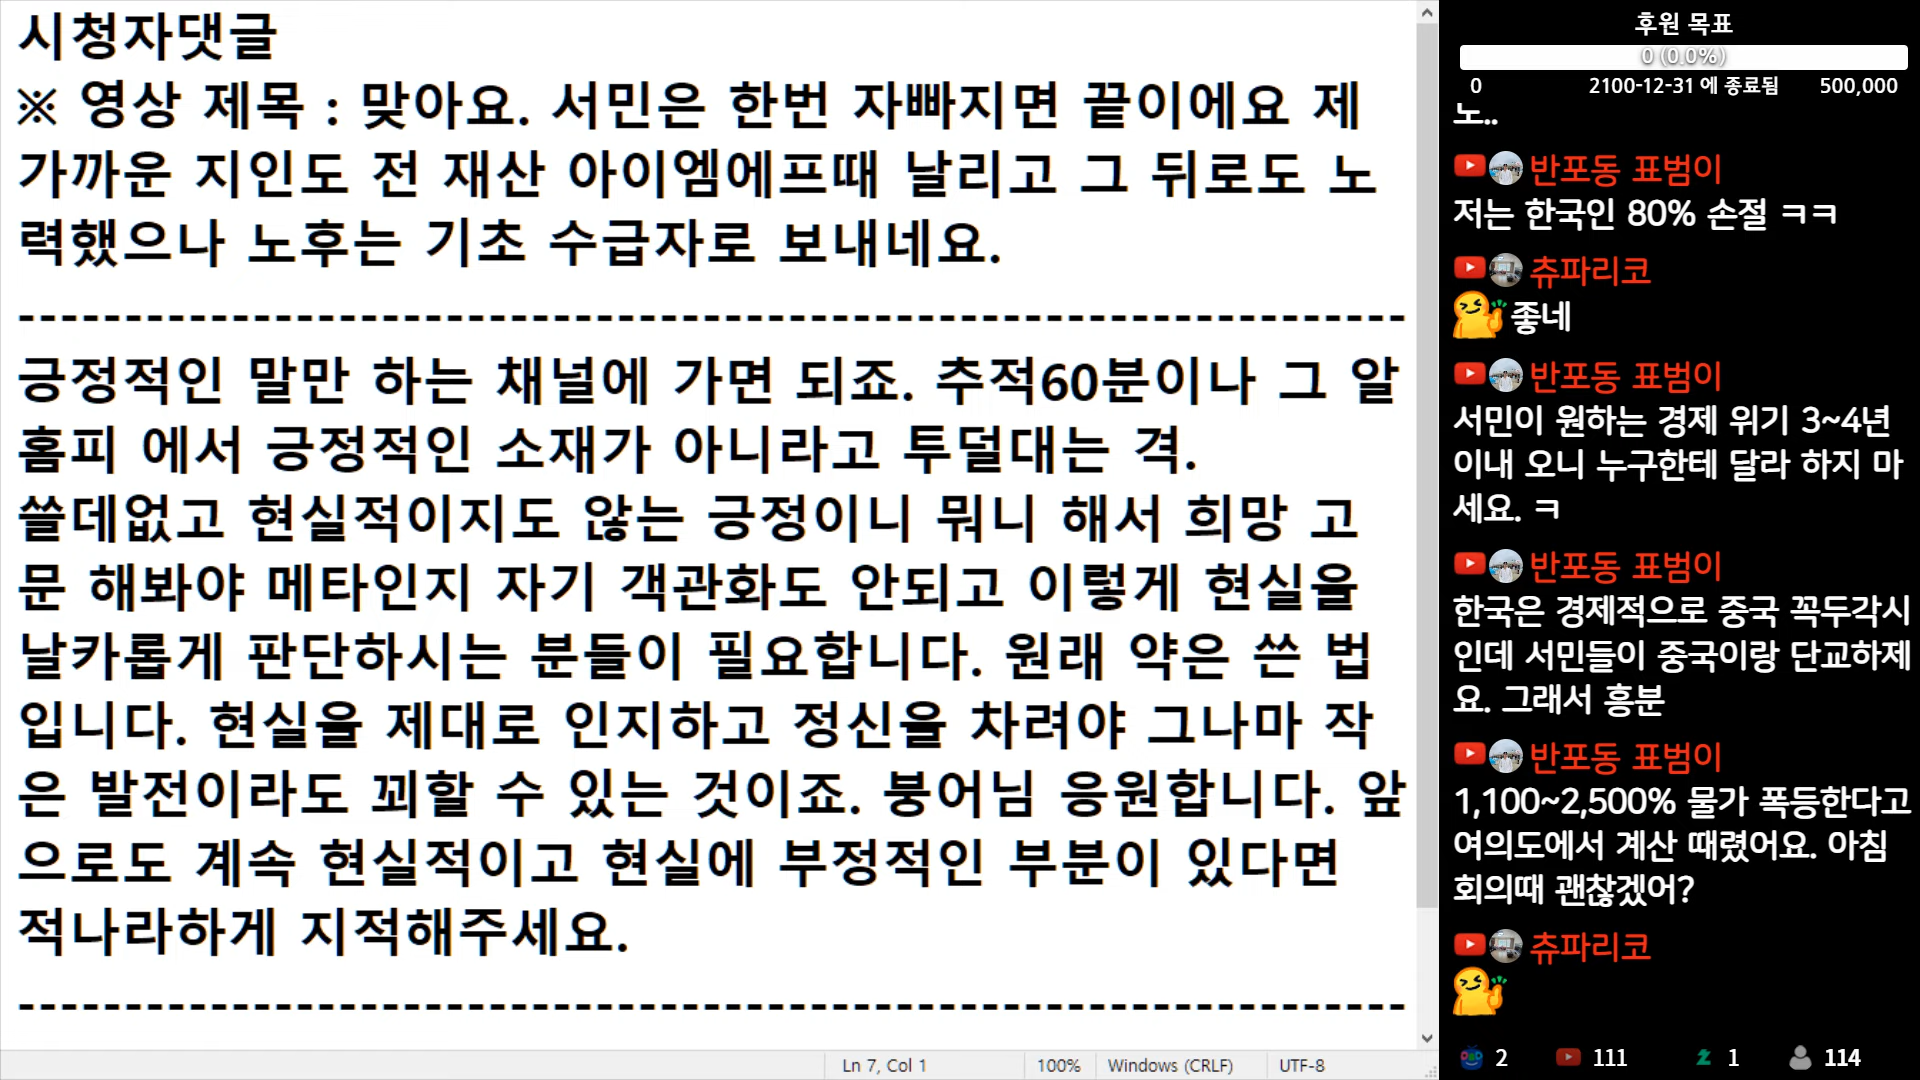 시청자댓글
※ 영상 제목 : 맞아요. 서민은 한번 자빠지면 끝이에요 제
가까운 지인도 전 재산 아이엠에프때 날리고 그 뒤로도 노
력했으나 노후는 기초 수급자로 보내네요.
-----------------------------------------------------------------
긍정적인 말만 하는 채널에 가면 되죠. 추적60분이나 그 알
홈피 에서 긍정적인 소재가 아니라고 투덜대는 격.
쓸데없고 현실적이지도 않는 긍정이니 뭐니 해서 희망 고
문 해봐야 메타인지 자기 객관화도 안되고 이렇게 현실을
날카롭게 판단하시는 분들이 필요합니다. 원래 약은 쓴 법
입니다. 현실을 제대로 인지하고 정신을 차려야 그나마 작
은 발전이라도 꾀할 수 있는 것이죠. 붕어님 응원합니다. 앞
으로도 계속 현실적이고 현실에 부정적인 부분이 있다면
적나라하게 지적해주세요.
-----------------------------------------------------------------
Ln 7, Col 1
100%
Windows (CRLF)
UTF-8
후원 목표
0 (0.0%)
0 2100-12-31 에 종료됨 500,000
노..
반포동 표범이
저는 한국인 80% 손절 ㅋㅋ
츄파리코
좋네
반포동 표범이
서민이 원하는 경제 위기 3~4년
이내 오니 누구한테 달라 하지 마
세요. ㅋ
반포동 표범이
한국은 경제적으로 중국 꼭두각시
인데 서민들이 중국이랑 단교하제
요. 그래서 흥분
반포동 표범이
1,100~2,500% 물가 폭등한다고
여의도에서 계산 때렸어요. 아침
회의때 괜찮겠어?
츄파리코
2 111 1 114